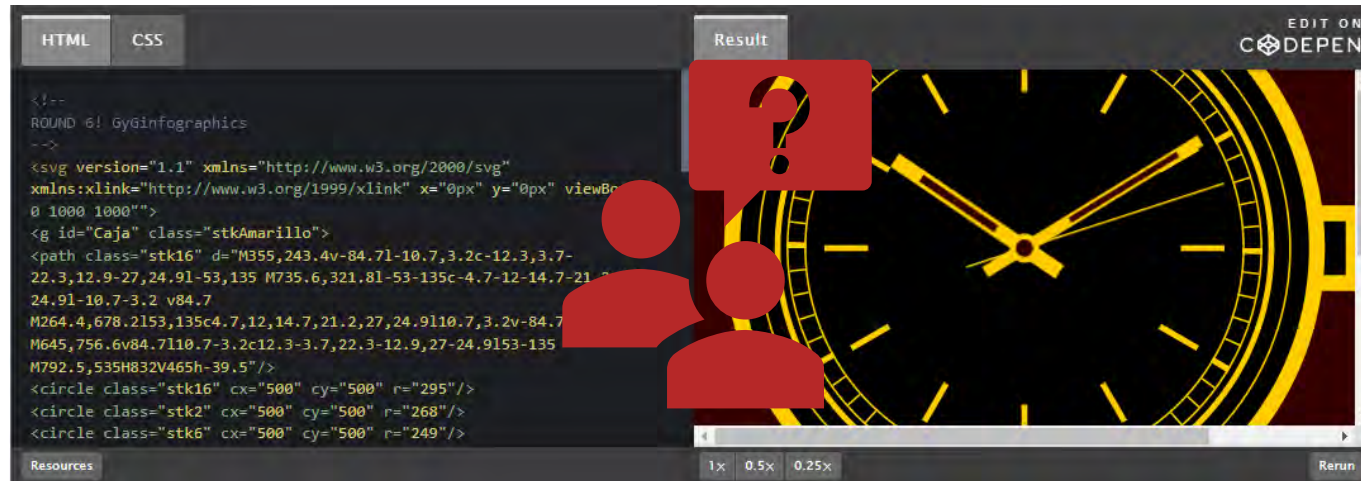 HTML CSS
Result
EDIT ON
CODEPEN
<!--
ROUND 6! GyGinfographics
-->
<svg version="1.1" xmlns="http://www.w3.org/2000/svg"
xmlns:xlink="http://www.w3.org/1999/xlink" x="0px" y="0px"
0 1000 1000"">
<g id="Caja" class="stkAmarillo">
<path class="stk16" d="M355,243.4v-84.7l-10.7,3.2c-12.3,3.7-
22.3,12.9-27,24.9l-53,135 M735.6,321.8l-53-135c-4.7-12-14.7-21.2
24.9l-10.7-3.2 v84.7
M264.4,678.2l53,135c4.7,12,14.7,21.2,27,24.9l10.7,3.2v-84.7
M645,756.6v84.7l10.7-3.2c12.3-3.7,22.3-12.9,27-24.9l53-135
M792.5,535H832V465h-39.5"/>
<circle class="stk16" cx="500" cy="500" r="295"/>
<circle class="stk2" cx="500" cy="500" r="268"/>
<circle class="stk6" cx="500" cy="500" r="249"/>
?
Resources
1x 0.5x 0.25x
Rerun